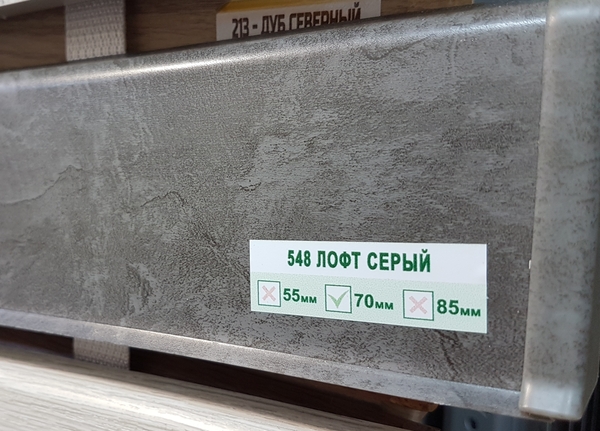 213 - ДУБ СЕВЕРНЫЙ
548 ЛОФТ СЕРЫЙ
55мм 70мм 85мм